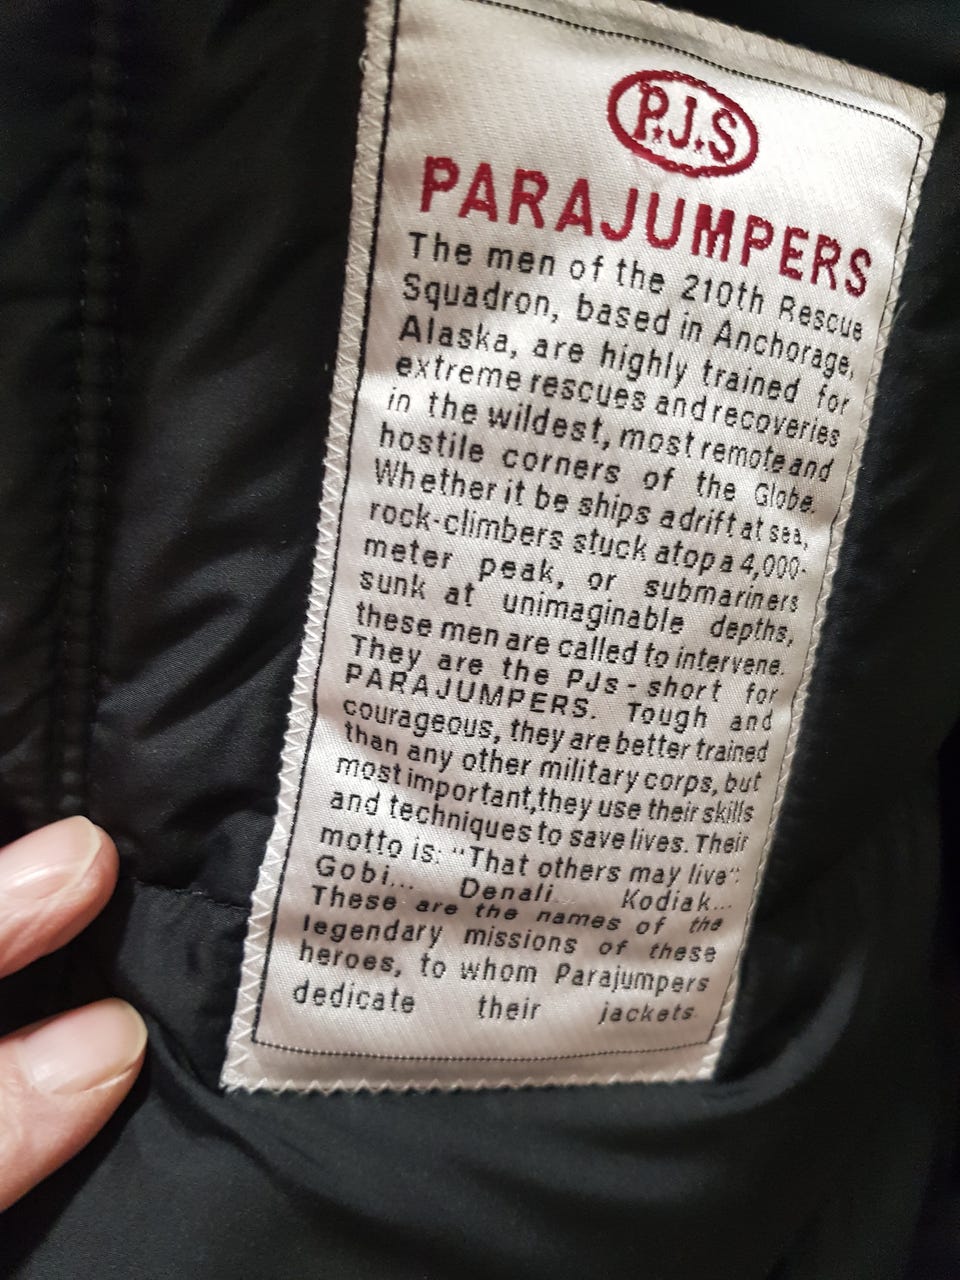 P.J.S
PARAJUMPERS
The men of the 210th Rescue
Squadron, based in Anchorage,
Alaska, are highly trained for
extreme rescues and recoveries
in the wildest, most remote and
hostile corners of the Globe.
Whether it be ships adrift at sea,
rock-climbers stuck atop a 4,000-
meter peak, or submariners
sunk at unimaginable depths,
these men are called to intervene.
They are the PJs - short for
PARAJUMPERS. Tough and
courageous, they are better trained
than any other military corps, but
most important, they use their skills
and techniques to save lives. Their
motto is: "That others may live".
Gobi... Denali... Kodiak...
These are the names of the
legendary missions of these
heroes, to whom Parajumpers
dedicate their jackets.